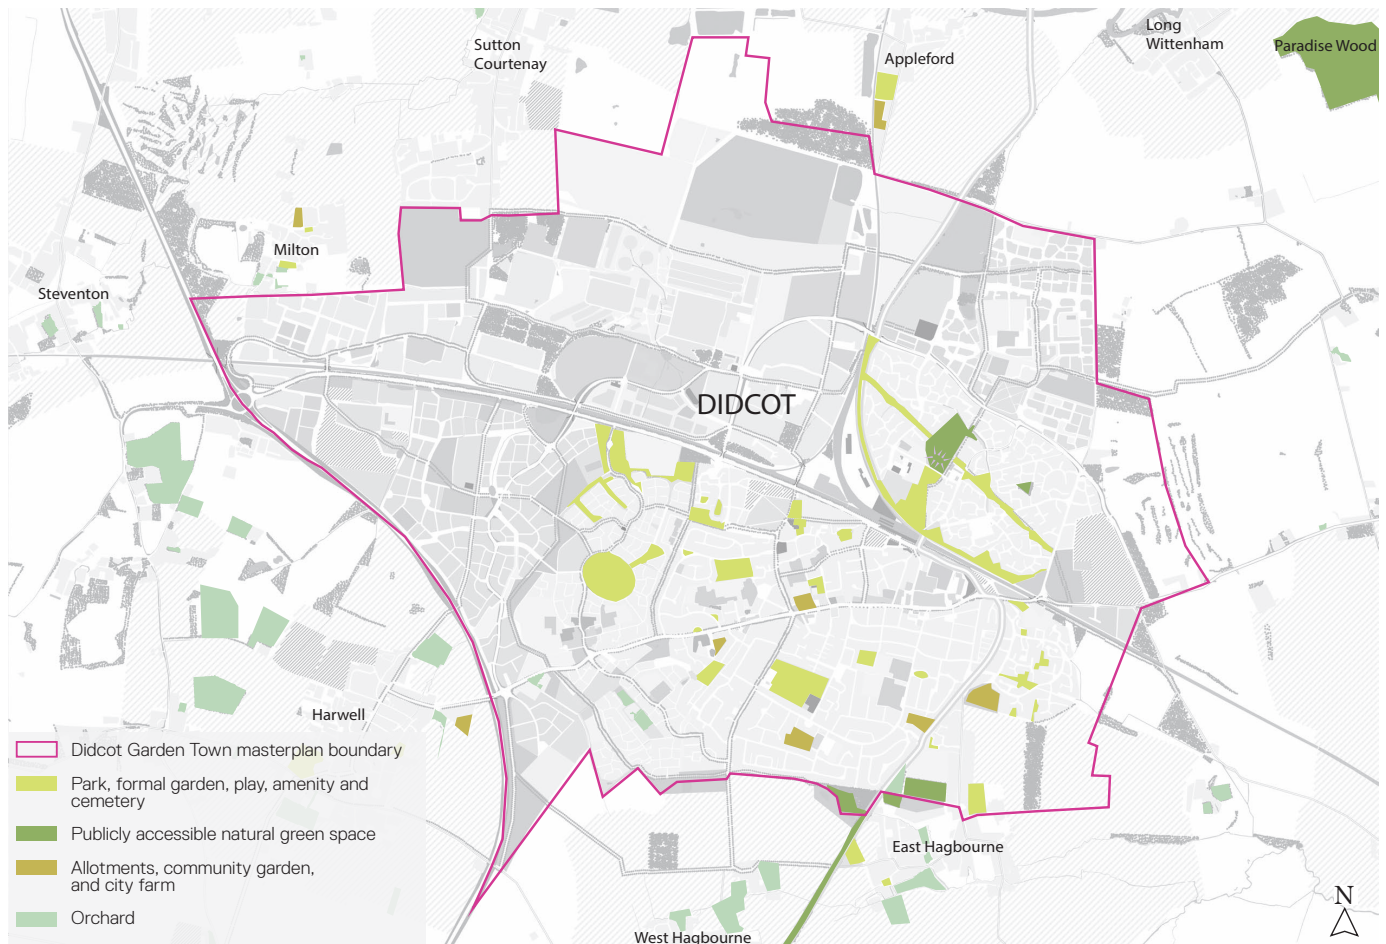 Sutton
Courtenay
Appleford
Long
Wittenham
Paradise Wood
Milton
Steventon
DIDCOT
Harwell
East Hagbourne
West Hagbourne
Didcot Garden Town masterplan boundary
Park, formal garden, play, amenity and
cemetery
Publicly accessible natural green space
Allotments, community garden,
and city farm
Orchard
N